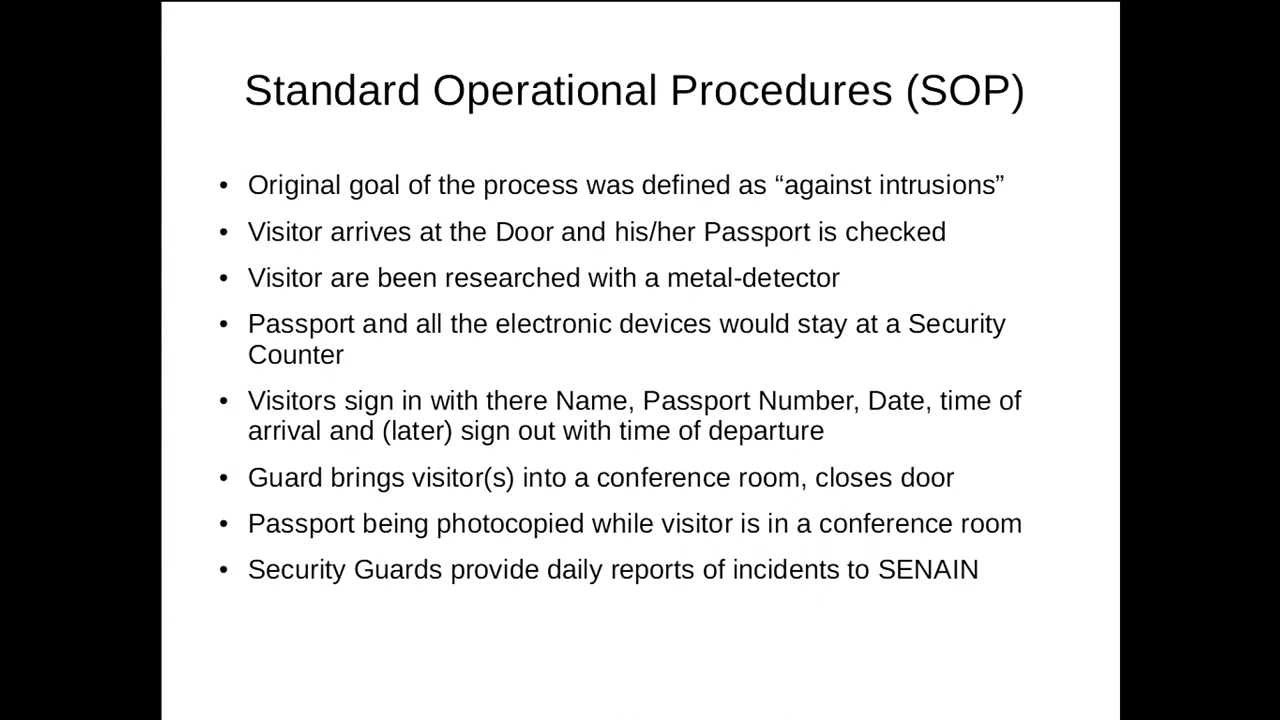 Standard Operational Procedures (SOP)
• Original goal of the process was defined as “against intrusions”
• Visitor arrives at the Door and his/her Passport is checked
• Visitor are been researched with a metal-detector
• Passport and all the electronic devices would stay at a Security
Counter
• Visitors sign in with there Name, Passport Number, Date, time of
arrival and (later) sign out with time of departure
• Guard brings visitor(s) into a conference room, closes door
• Passport being photocopied while visitor is in a conference room
• Security Guards provide daily reports of incidents to SENAIN